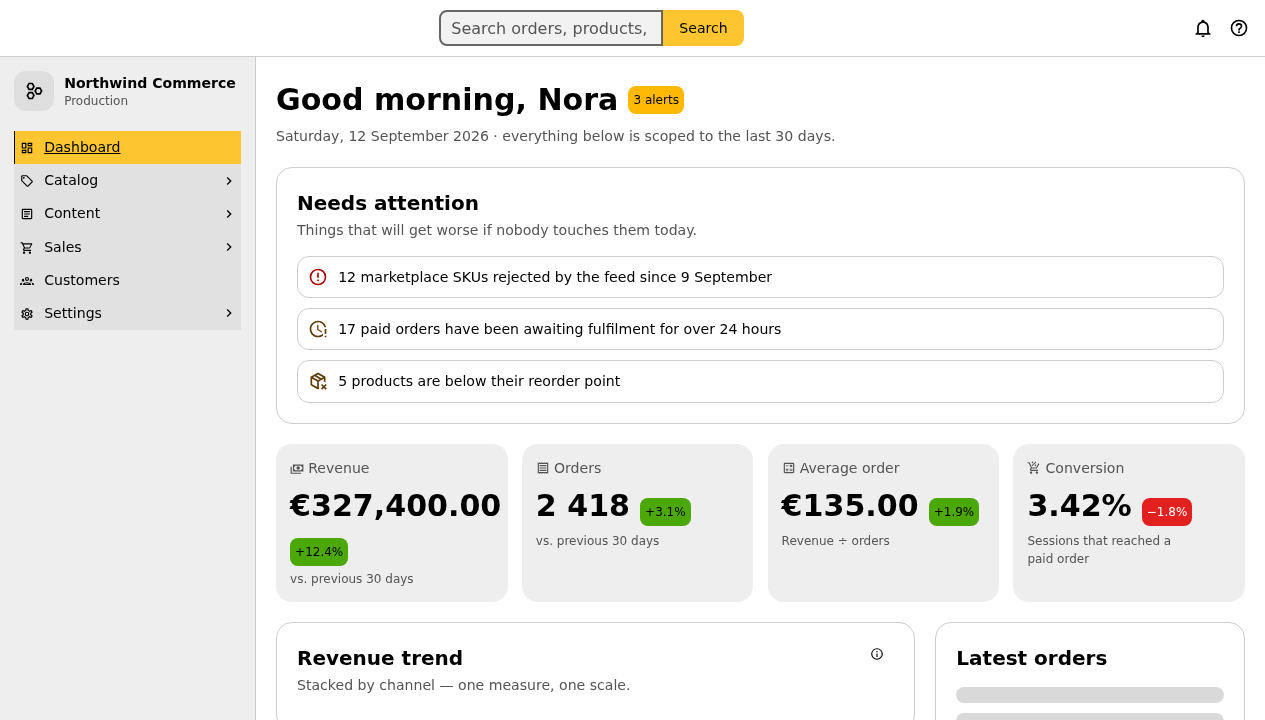 Search orders, products,
Search
Northwind Commerce
Production
Dashboard
Catalog
Content
Sales
Customers
Settings
Good morning, Nora
3 alerts
Saturday, 12 September 2026 · everything below is scoped to the last 30 days.
Needs attention
Things that will get worse if nobody touches them today.
12 marketplace SKUs rejected by the feed since 9 September
17 paid orders have been awaiting fulfilment for over 24 hours
5 products are below their reorder point
Revenue
€327,400.00
+12.4%
vs. previous 30 days
Orders
2 418 +3.1%
vs. previous 30 days
Average order
€135.00 +1.9%
Revenue ÷ orders
Conversion
3.42% −1.8%
Sessions that reached a
paid order
Revenue trend
Stacked by channel — one measure, one scale.
Latest orders